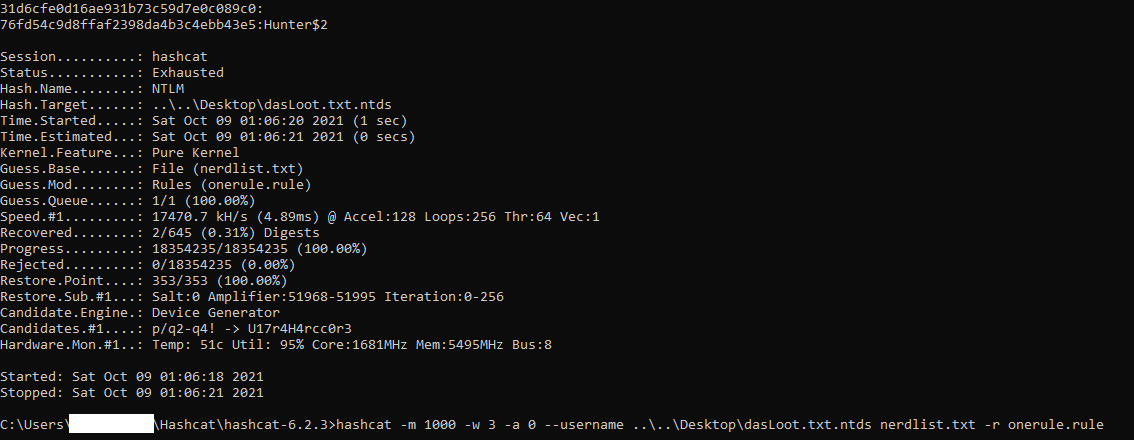 31d6cfe0d16ae931b73c59d7e0c089c0:
76fd54c9d8ffaf2398da4b3c4ebb43e5:Hunter$2
Session..........: hashcat
Status...........: Exhausted
Hash.Name........: NTLM
Hash.Target......: ..\..\Desktop\dasLoot.txt.ntds
Time.Started.....: Sat Oct 09 01:06:20 2021 (1 sec)
Time.Estimated...: Sat Oct 09 01:06:21 2021 (0 secs)
Kernel.Feature...: Pure Kernel
Guess.Base.......: File (nerdlist.txt)
Guess.Mod........: Rules (onerule.rule)
Guess.Queue......: 1/1 (100.00%)
Speed.#1.........: 17470.7 kH/s (4.89ms) @ Accel:128 Loops:256 Thr:64 Vec:1
Recovered........: 2/645 (0.31%) Digests
Progress.........: 18354235/18354235 (100.00%)
Rejected.........: 0/18354235 (0.00%)
Restore.Point....: 353/353 (100.00%)
Restore.Sub.#1...: Salt:0 Amplifier:51968-51995 Iteration:0-256
Candidate.Engine.: Device Generator
Candidates.#1....: p/q2-q4! -> U17r4H4rcc0r3
Hardware.Mon.#1..: Temp: 51c Util: 95% Core:1681MHz Mem:5495MHz Bus:8
Started: Sat Oct 09 01:06:18 2021
Stopped: Sat Oct 09 01:06:21 2021
C:\Users\ \Hashcat\hashcat-6.2.3>hashcat -m 1000 -w 3 -a 0 --username ..\..\Desktop\dasLoot.txt.ntds nerdlist.txt -r onerule.rule